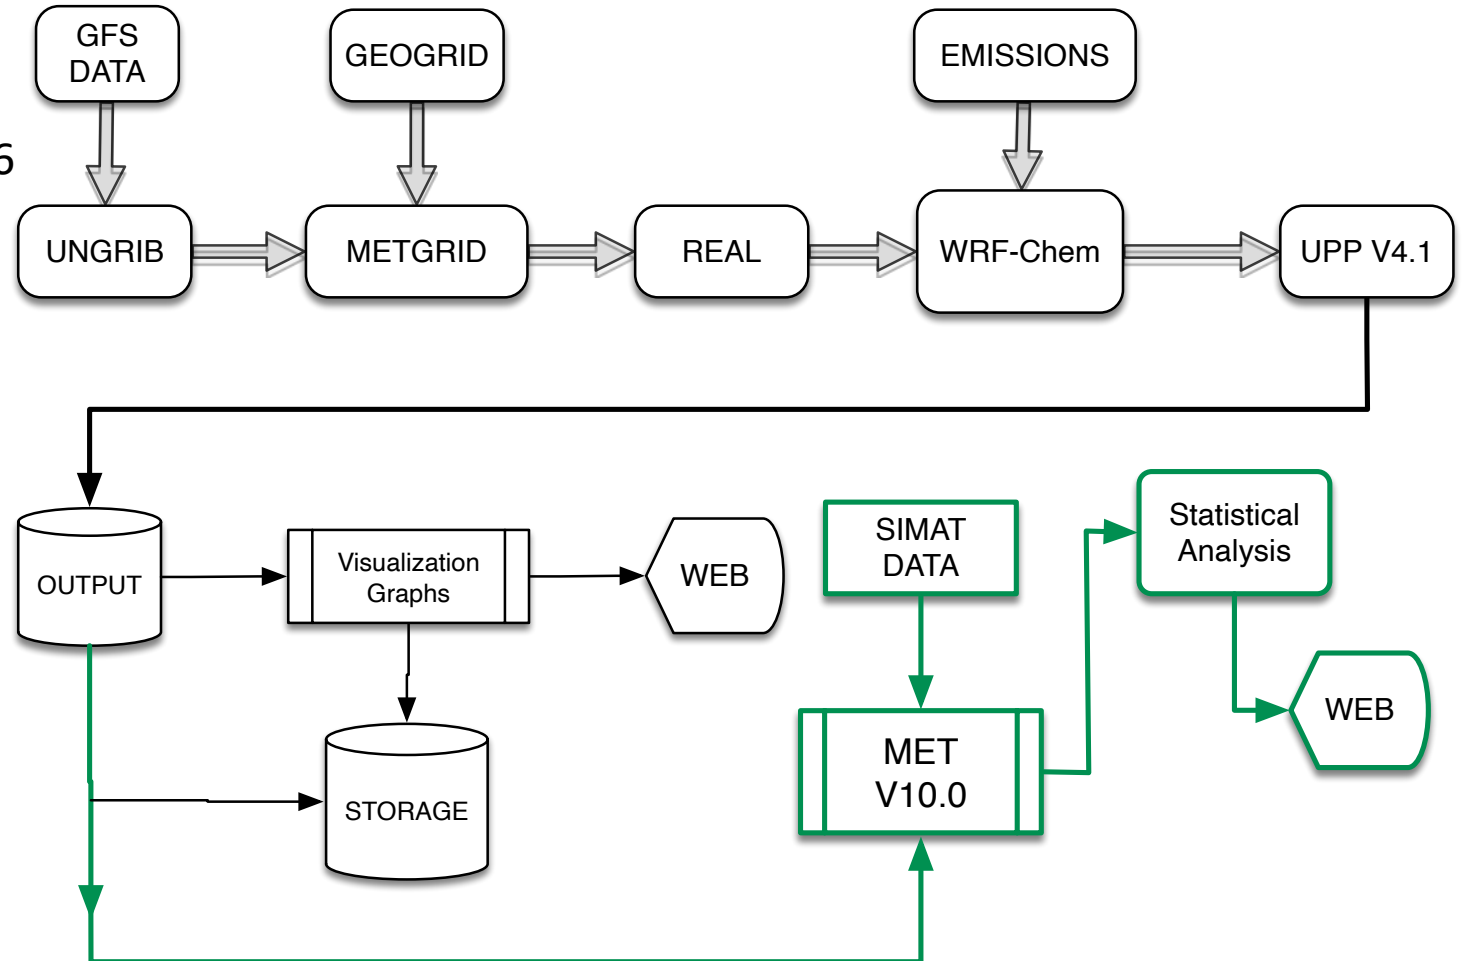 GFS
DATA
GEOGRID
EMISSIONS
6
UNGRIB
METGRID
REAL
WRF-Chem
UPP V4.1
OUTPUT
Visualization
Graphs
WEB
SIMAT
DATA
Statistical
Analysis
STORAGE
MET
V10.0
WEB